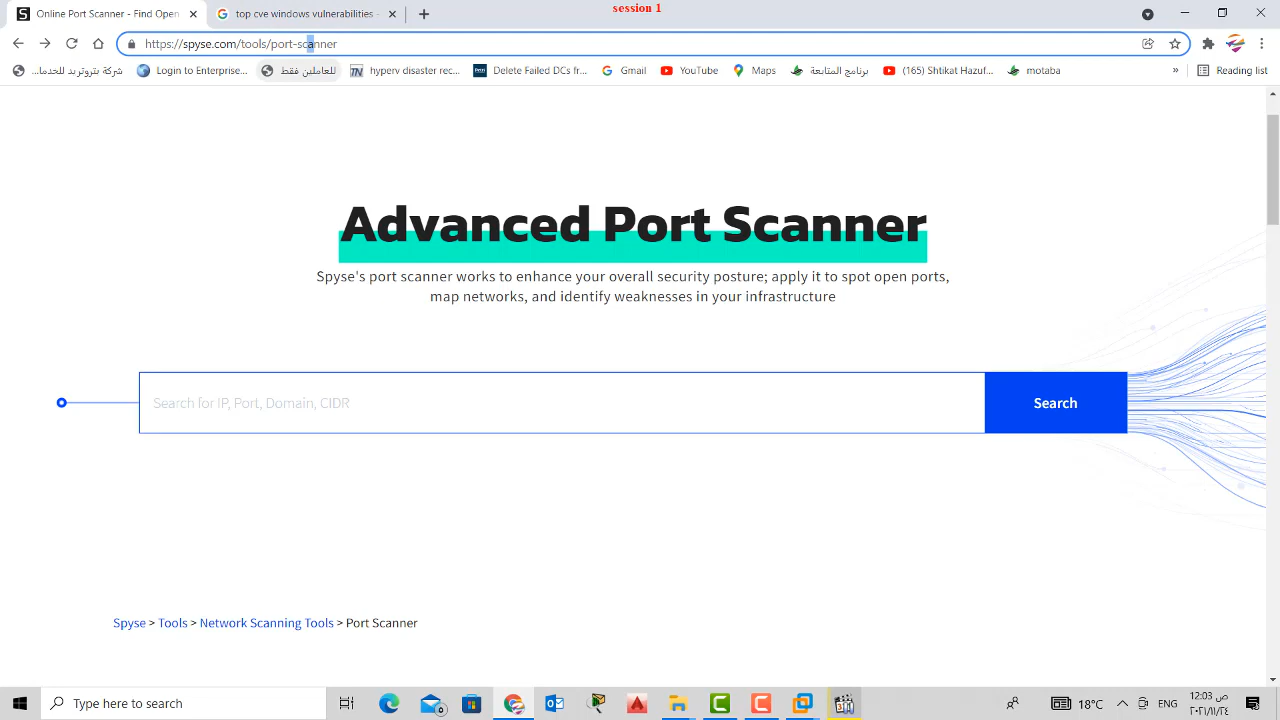 session 1
Online Port Scanner - Find Open
top cve windows vulnerabilities -
https://spyse.com/tools/port-scanner
شركة بتروتريد للخدما...
Login to Enterprise...
للعاملين فقط
hyperv disaster rec...
Delete Failed DCs fr...
Gmail
YouTube
Maps
برنامج المتابعة
(165) Shtikat Hazuf...
motaba
»
Reading list
Advanced Port Scanner
Spyse's port scanner works to enhance your overall security posture; apply it to spot open ports,
map networks, and identify weaknesses in your infrastructure
Search for IP, Port, Domain, CIDR
Search
Spyse > Tools > Network Scanning Tools > Port Scanner
Type here to search
18°C
ENG
12:03 ص